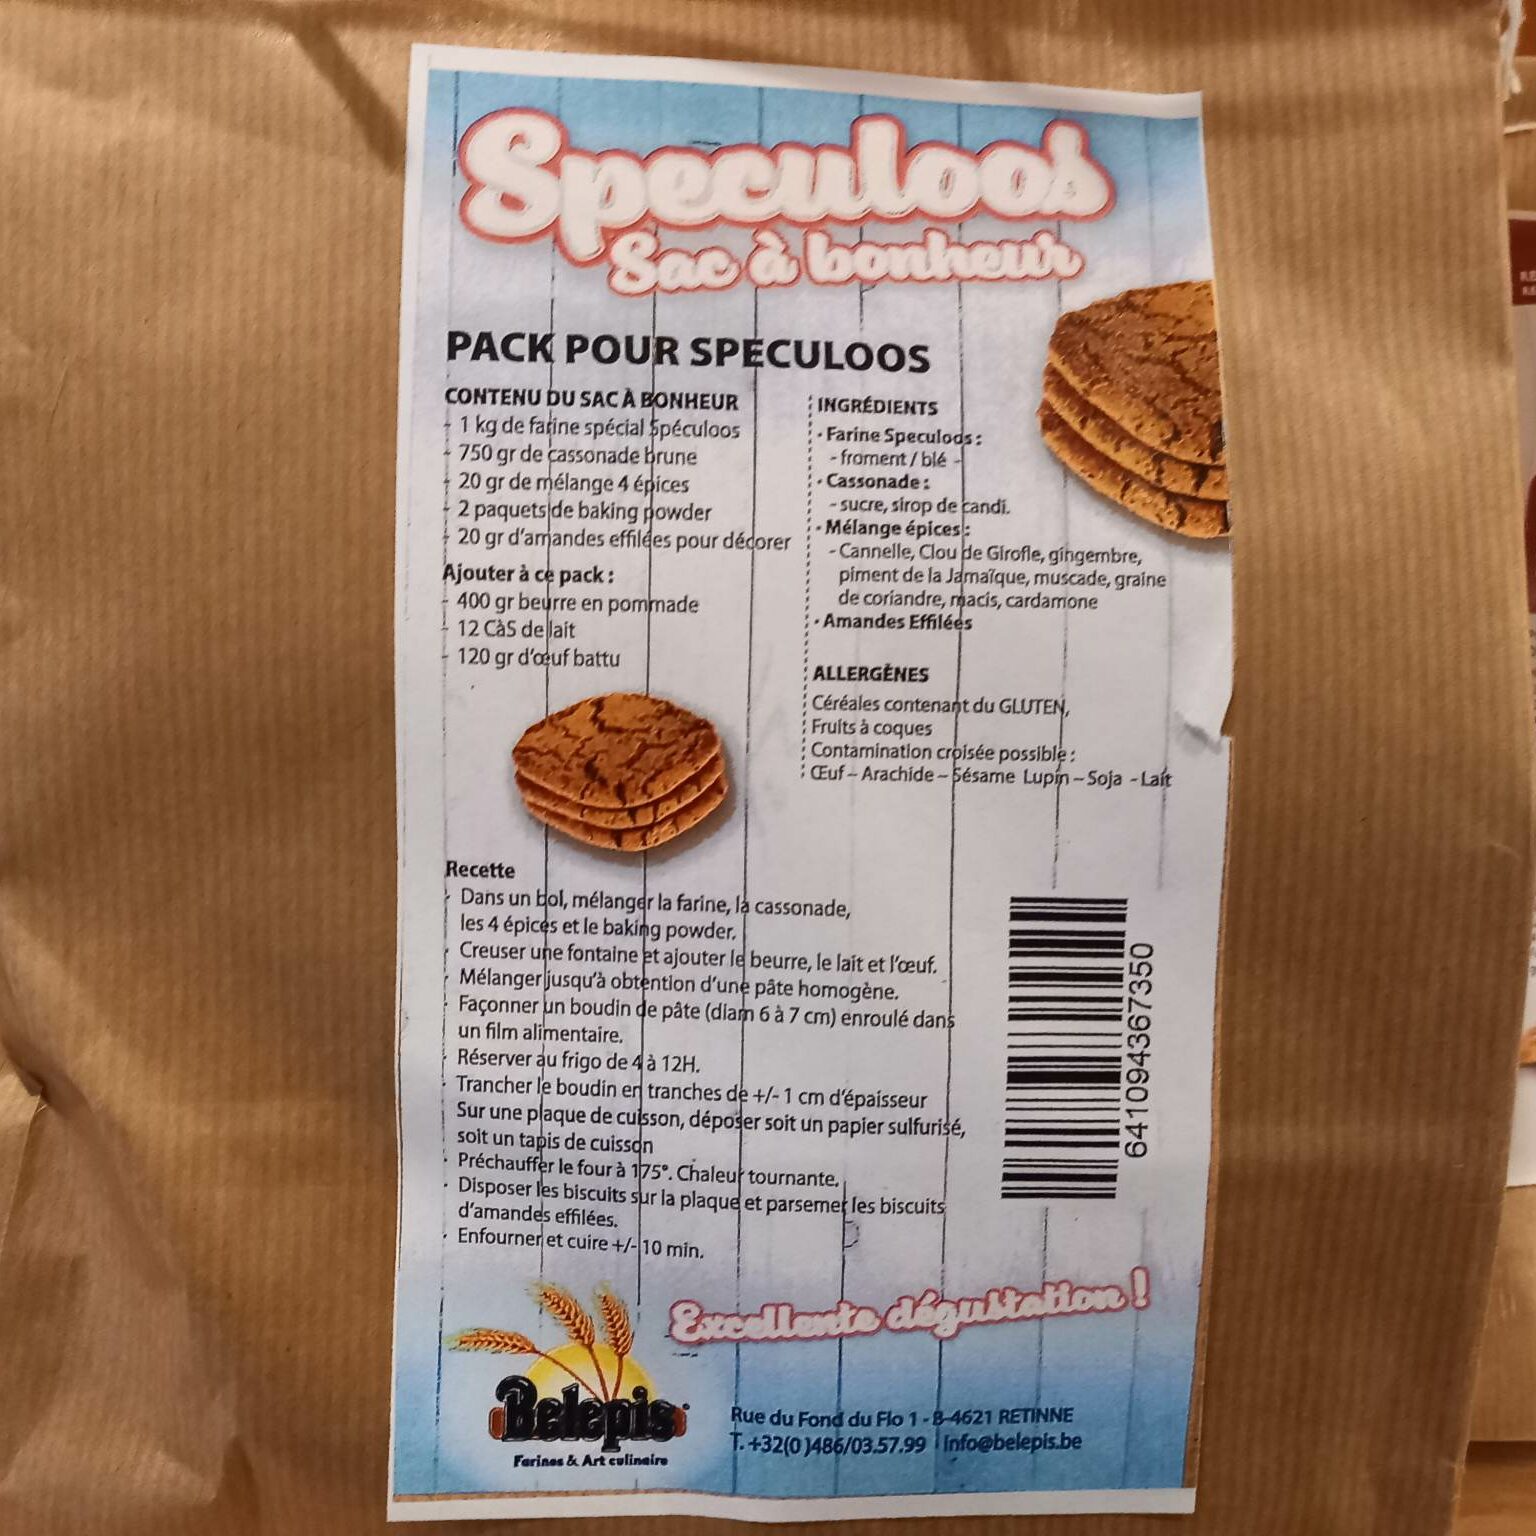 Speculoos
Sac à bonheur
PACK POUR SPECULOOS
CONTENU DU SAC À BONHEUR
- 1 kg de farine spécial Spéculoos
- 750 gr de cassonade brune
- 20 gr de mélange 4 épices
- 2 paquets de baking powder
- 20 gr d'amandes effilées pour décorer
Ajouter à ce pack :
- 400 gr beurre en pommade
- 12 CàS de lait
- 120 gr d'œuf battu
INGRÉDIENTS
· Farine Speculoos :
- froment / blé -
· Cassonade :
- sucre, sirop de candi.
· Mélange épices :
- Cannelle, Clou de Girofle, gingembre,
piment de la Jamaïque, muscade, graine
de coriandre, macis, cardamone
· Amandes Effilées
ALLERGÈNES
Céréales contenant du GLUTEN,
Fruits à coques
Contamination croisée possible :
Œuf – Arachide – Sésame Lupin – Soja - Lait
Recette
· Dans un bol, mélanger la farine, la cassonade,
les 4 épices et le baking powder.
· Creuser une fontaine et ajouter le beurre, le lait et l'œuf.
· Mélanger jusqu'à obtention d'une pâte homogène.
· Façonner un boudin de pâte (diam 6 à 7 cm) enroulé dans
un film alimentaire.
· Réserver au frigo de 4 à 12H.
· Trancher le boudin en tranches de +/- 1 cm d'épaisseur
Sur une plaque de cuisson, déposer soit un papier sulfurisé,
soit un tapis de cuisson
· Préchauffer le four à 175°. Chaleur tournante.
· Disposer les biscuits sur la plaque et parsemer les biscuits
d'amandes effilées.
· Enfourner et cuire +/- 10 min.
6410943673​50
Excellente dégustation !
Belepis
Farines & Art culinaire
Rue du Fond du Flo 1 - B-4621 RETINNE
T. +32(0 )486/03.57.99 info@belepis.be